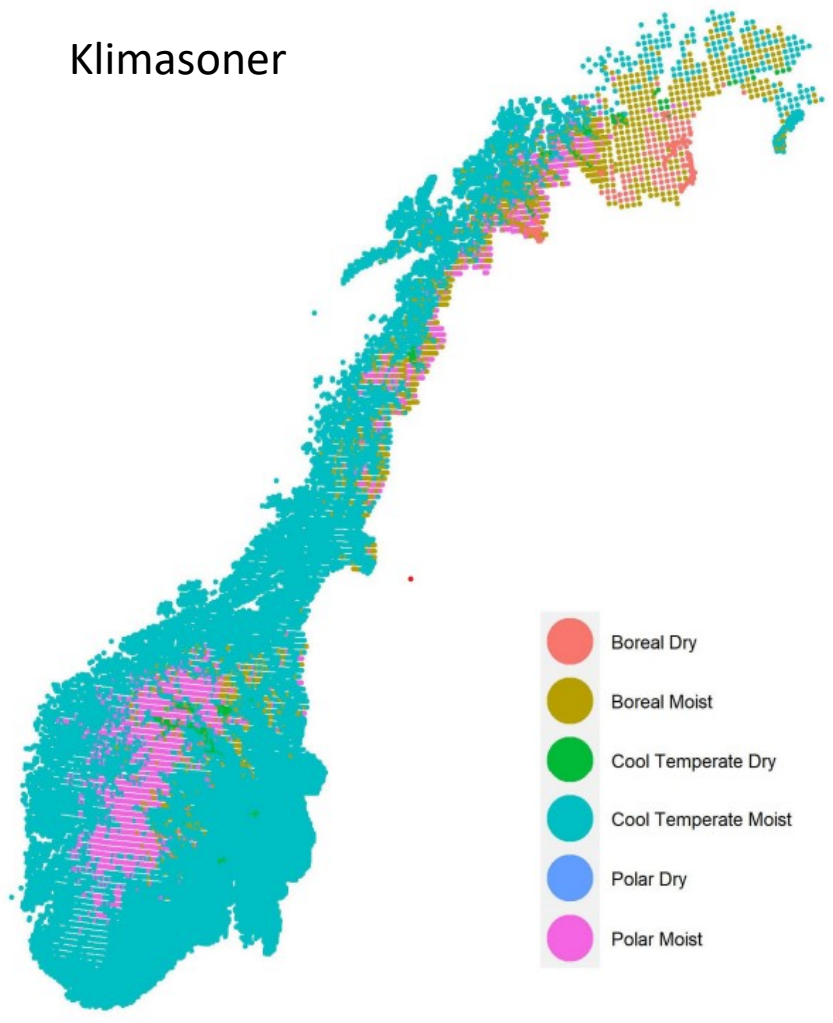 Klimasoner
Boreal Dry
Boreal Moist
Cool Temperate Dry
Cool Temperate Moist
Polar Dry
Polar Moist